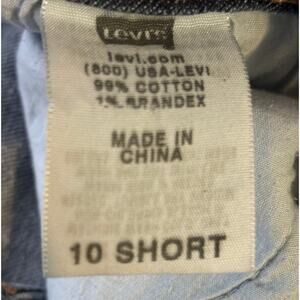 Levi's
levi.com
(800) USA-LEVI
99% COTTON
1% SPANDEX
MADE IN
CHINA
10 SHORT